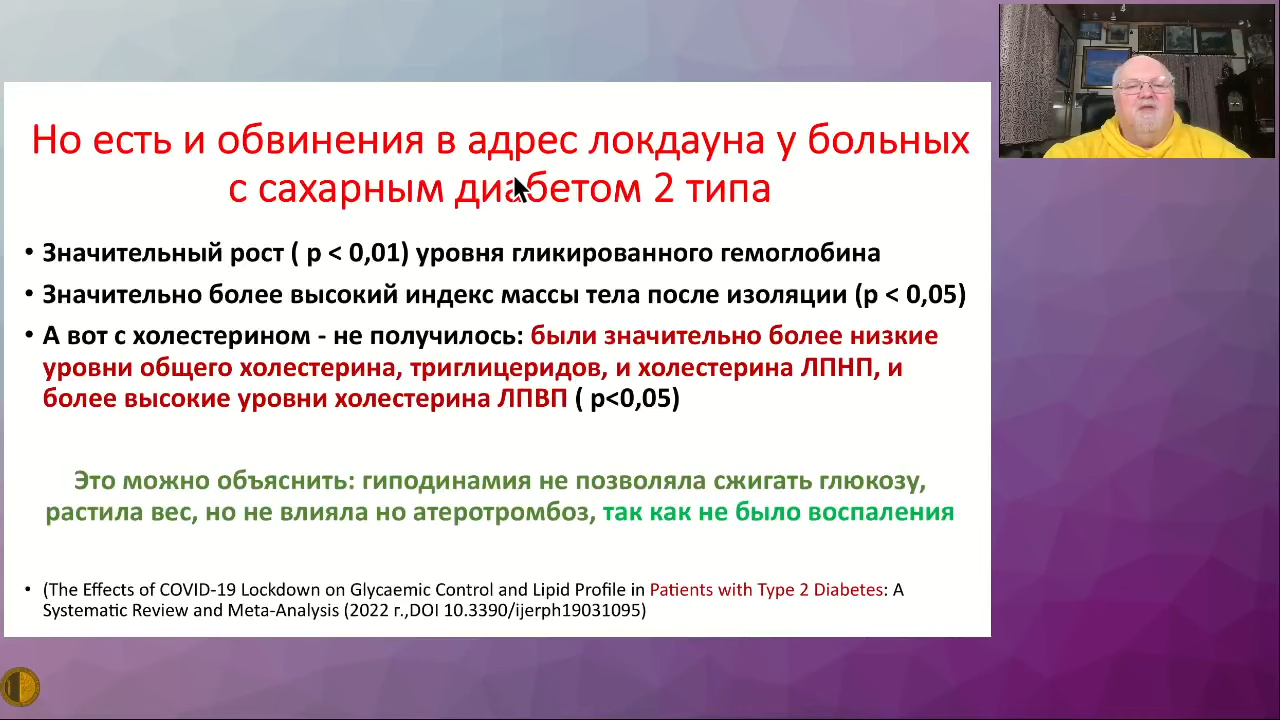 Но есть и обвинения в адрес локдауна у больных
с сахарным диабетом 2 типа
• Значительный рост ( p < 0,01) уровня гликированного гемоглобина
• Значительно более высокий индекс массы тела после изоляции (p < 0,05)
• А вот с холестерином - не получилось: были значительно более низкие
уровни общего холестерина, триглицеридов, и холестерина ЛПНП, и
более высокие уровни холестерина ЛПВП ( p<0,05)
Это можно объяснить: гиподинамия не позволяла сжигать глюкозу,
растила вес, но не влияла но атеротромбоз, так как не было воспаления
• (The Effects of COVID-19 Lockdown on Glycaemic Control and Lipid Profile in Patients with Type 2 Diabetes: A
Systematic Review and Meta-Analysis (2022 г.,DOI 10.3390/ijerph19031095)